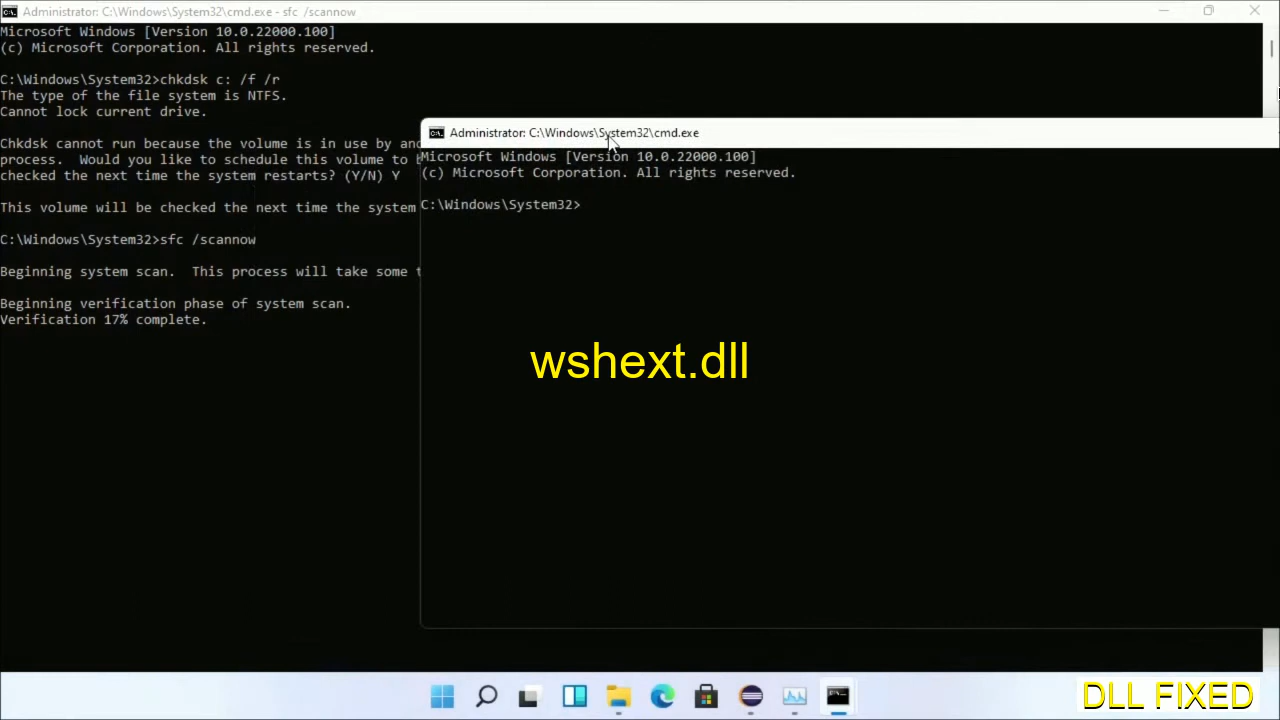 Administrator: C:\Windows\System32\cmd.exe - sfc /scannow
Microsoft Windows [Version 10.0.22000.100]
(c) Microsoft Corporation. All rights reserved.
C:\Windows\System32>chkdsk c: /f /r
The type of the file system is NTFS.
Cannot lock current drive.
Chkdsk cannot run because the volume is in use by
process.  Would you like to schedule this volume to
checked the next time the system restarts? (Y/N) Y
This volume will be checked the next time the system
C:\Windows\System32>sfc /scannow
Beginning system scan.  This process will take some
Beginning verification phase of system scan.
Verification 17% complete.
Administrator: C:\Windows\System32\cmd.exe
Microsoft Windows [Version 10.0.22000.100]
(c) Microsoft Corporation. All rights reserved.
C:\Windows\System32>
wshext.dll
DLL FIXED